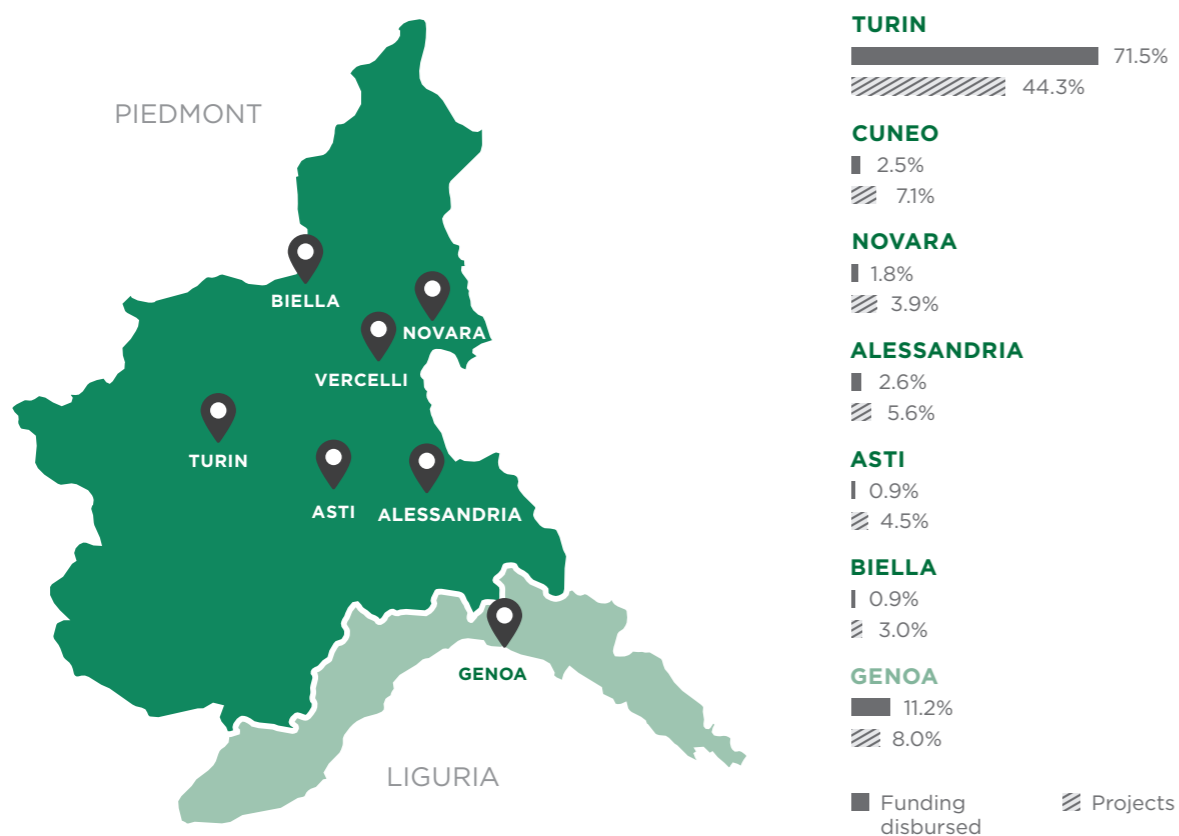 PIEDMONT
BIELLA
NOVARA
VERCELLI
TURIN
ASTI
ALESSANDRIA
GENOA
LIGURIA
TURIN
71.5%
44.3%
CUNEO
2.5%
7.1%
NOVARA
1.8%
3.9%
ALESSANDRIA
2.6%
5.6%
ASTI
0.9%
4.5%
BIELLA
0.9%
3.0%
GENOA
11.2%
8.0%
Funding
disbursed
Projects